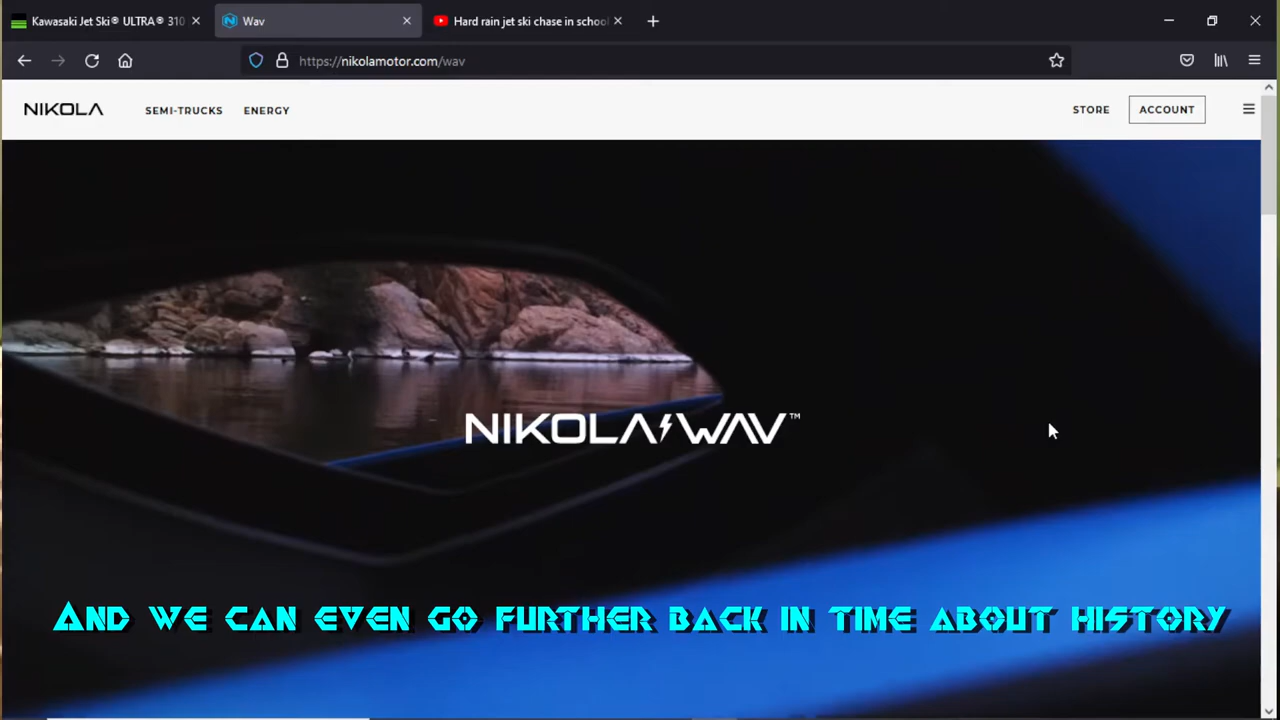 Kawasaki Jet Ski® ULTRA® 310
Wav
Hard rain jet ski chase in school
https://nikolamotor.com/wav
NIKOLA
SEMI-TRUCKS
ENERGY
STORE
ACCOUNT
NIKOLA WAV™
AND WE CAN EVEN GO FURTHER BACK IN TIME ABOUT HISTORY